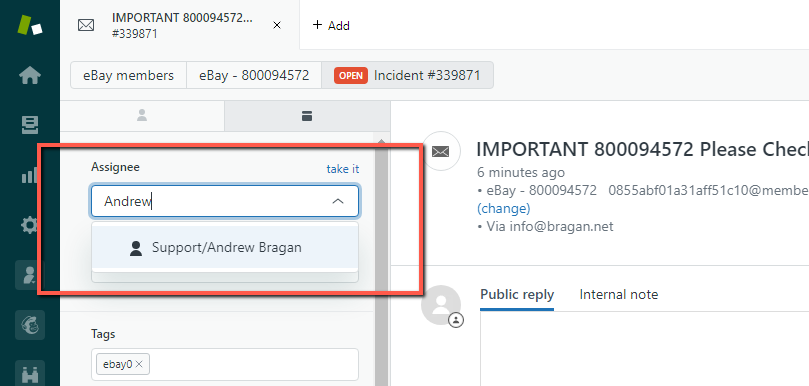 IMPORTANT 800094572...
#339871
×
+ Add
eBay members
eBay - 800094572
OPEN Incident #339871
Assignee
take it
Andrew
Support/Andrew Bragan
Tags
ebay0 ×
IMPORTANT 800094572 Please Chec
6 minutes ago
• eBay - 800094572 0855abf01a31aff51c10@membe
(change)
• Via info@bragan.net
Public reply
Internal note